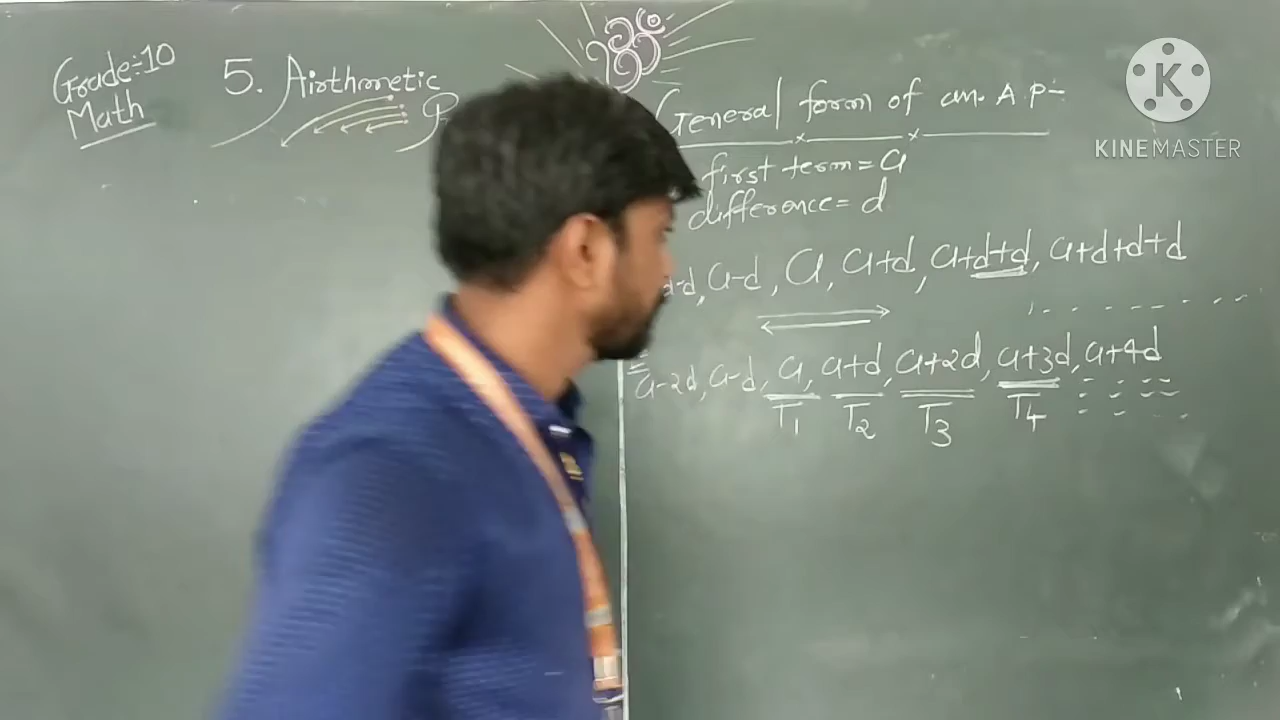 Grade:-10
Math
5. Airthmetic
General form of an A.P:-
first term = a
difference = d
a-d, a, a+d, a+d+d, a+d+d+d
a-2d, a-d, a, a+d, a+2d, a+3d, a+4d
T1 T2 T3 T4
KINEMASTER